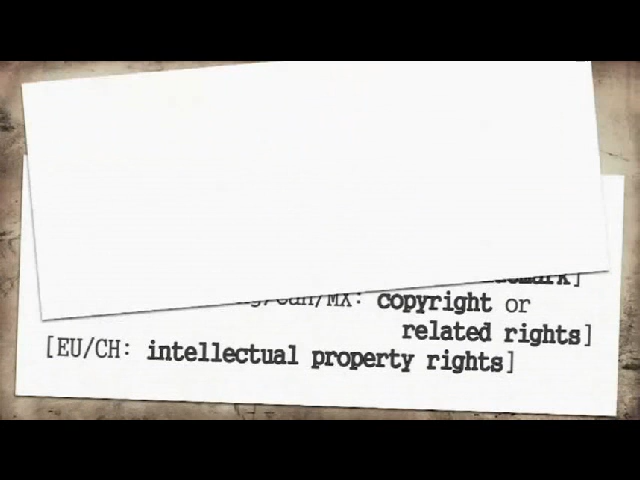 copyright or
related rights]
[EU/CH: intellectual property rights]